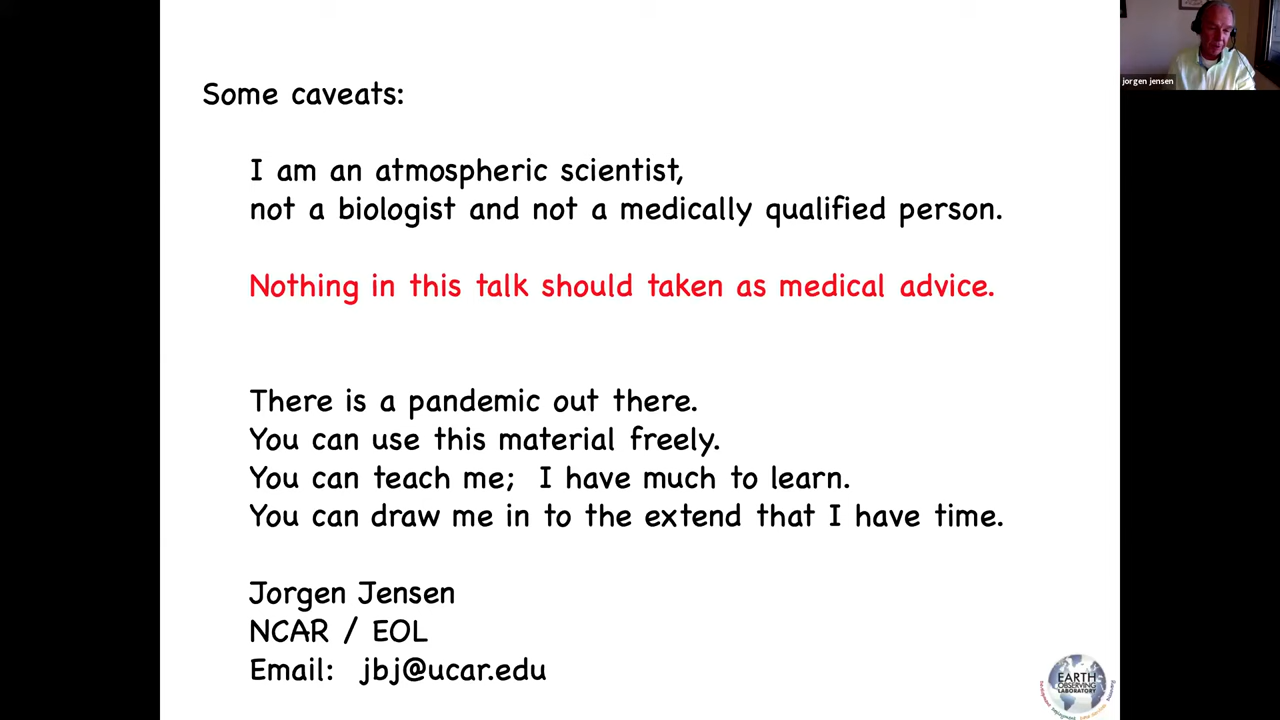 Some caveats:
I am an atmospheric scientist,
not a biologist and not a medically qualified person.
Nothing in this talk should taken as medical advice.
There is a pandemic out there.
You can use this material freely.
You can teach me;  I have much to learn.
You can draw me in to the extend that I have time.
Jorgen Jensen
NCAR / EOL
Email:  jbj@ucar.edu
jorgen jensen
EARTH
OBSERVING
LABORATORY